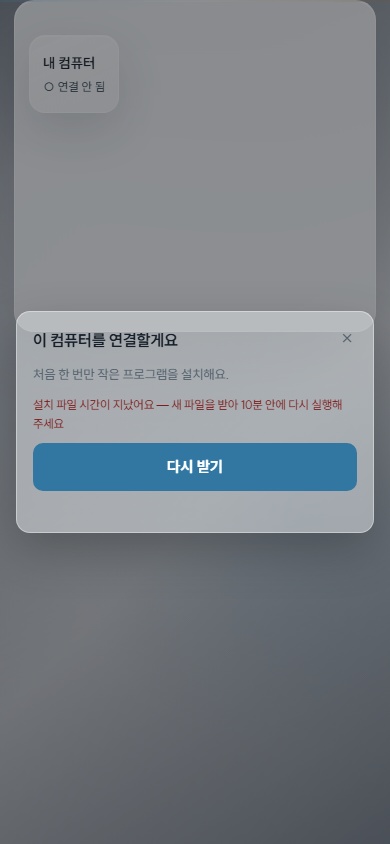 내 컴퓨터
○ 연결 안 됨
이 컴퓨터를 연결할게요
×
처음 한 번만 작은 프로그램을 설치해요.
설치 파일 시간이 지났어요 — 새 파일을 받아 10분 안에 다시 실행해
주세요
다시 받기